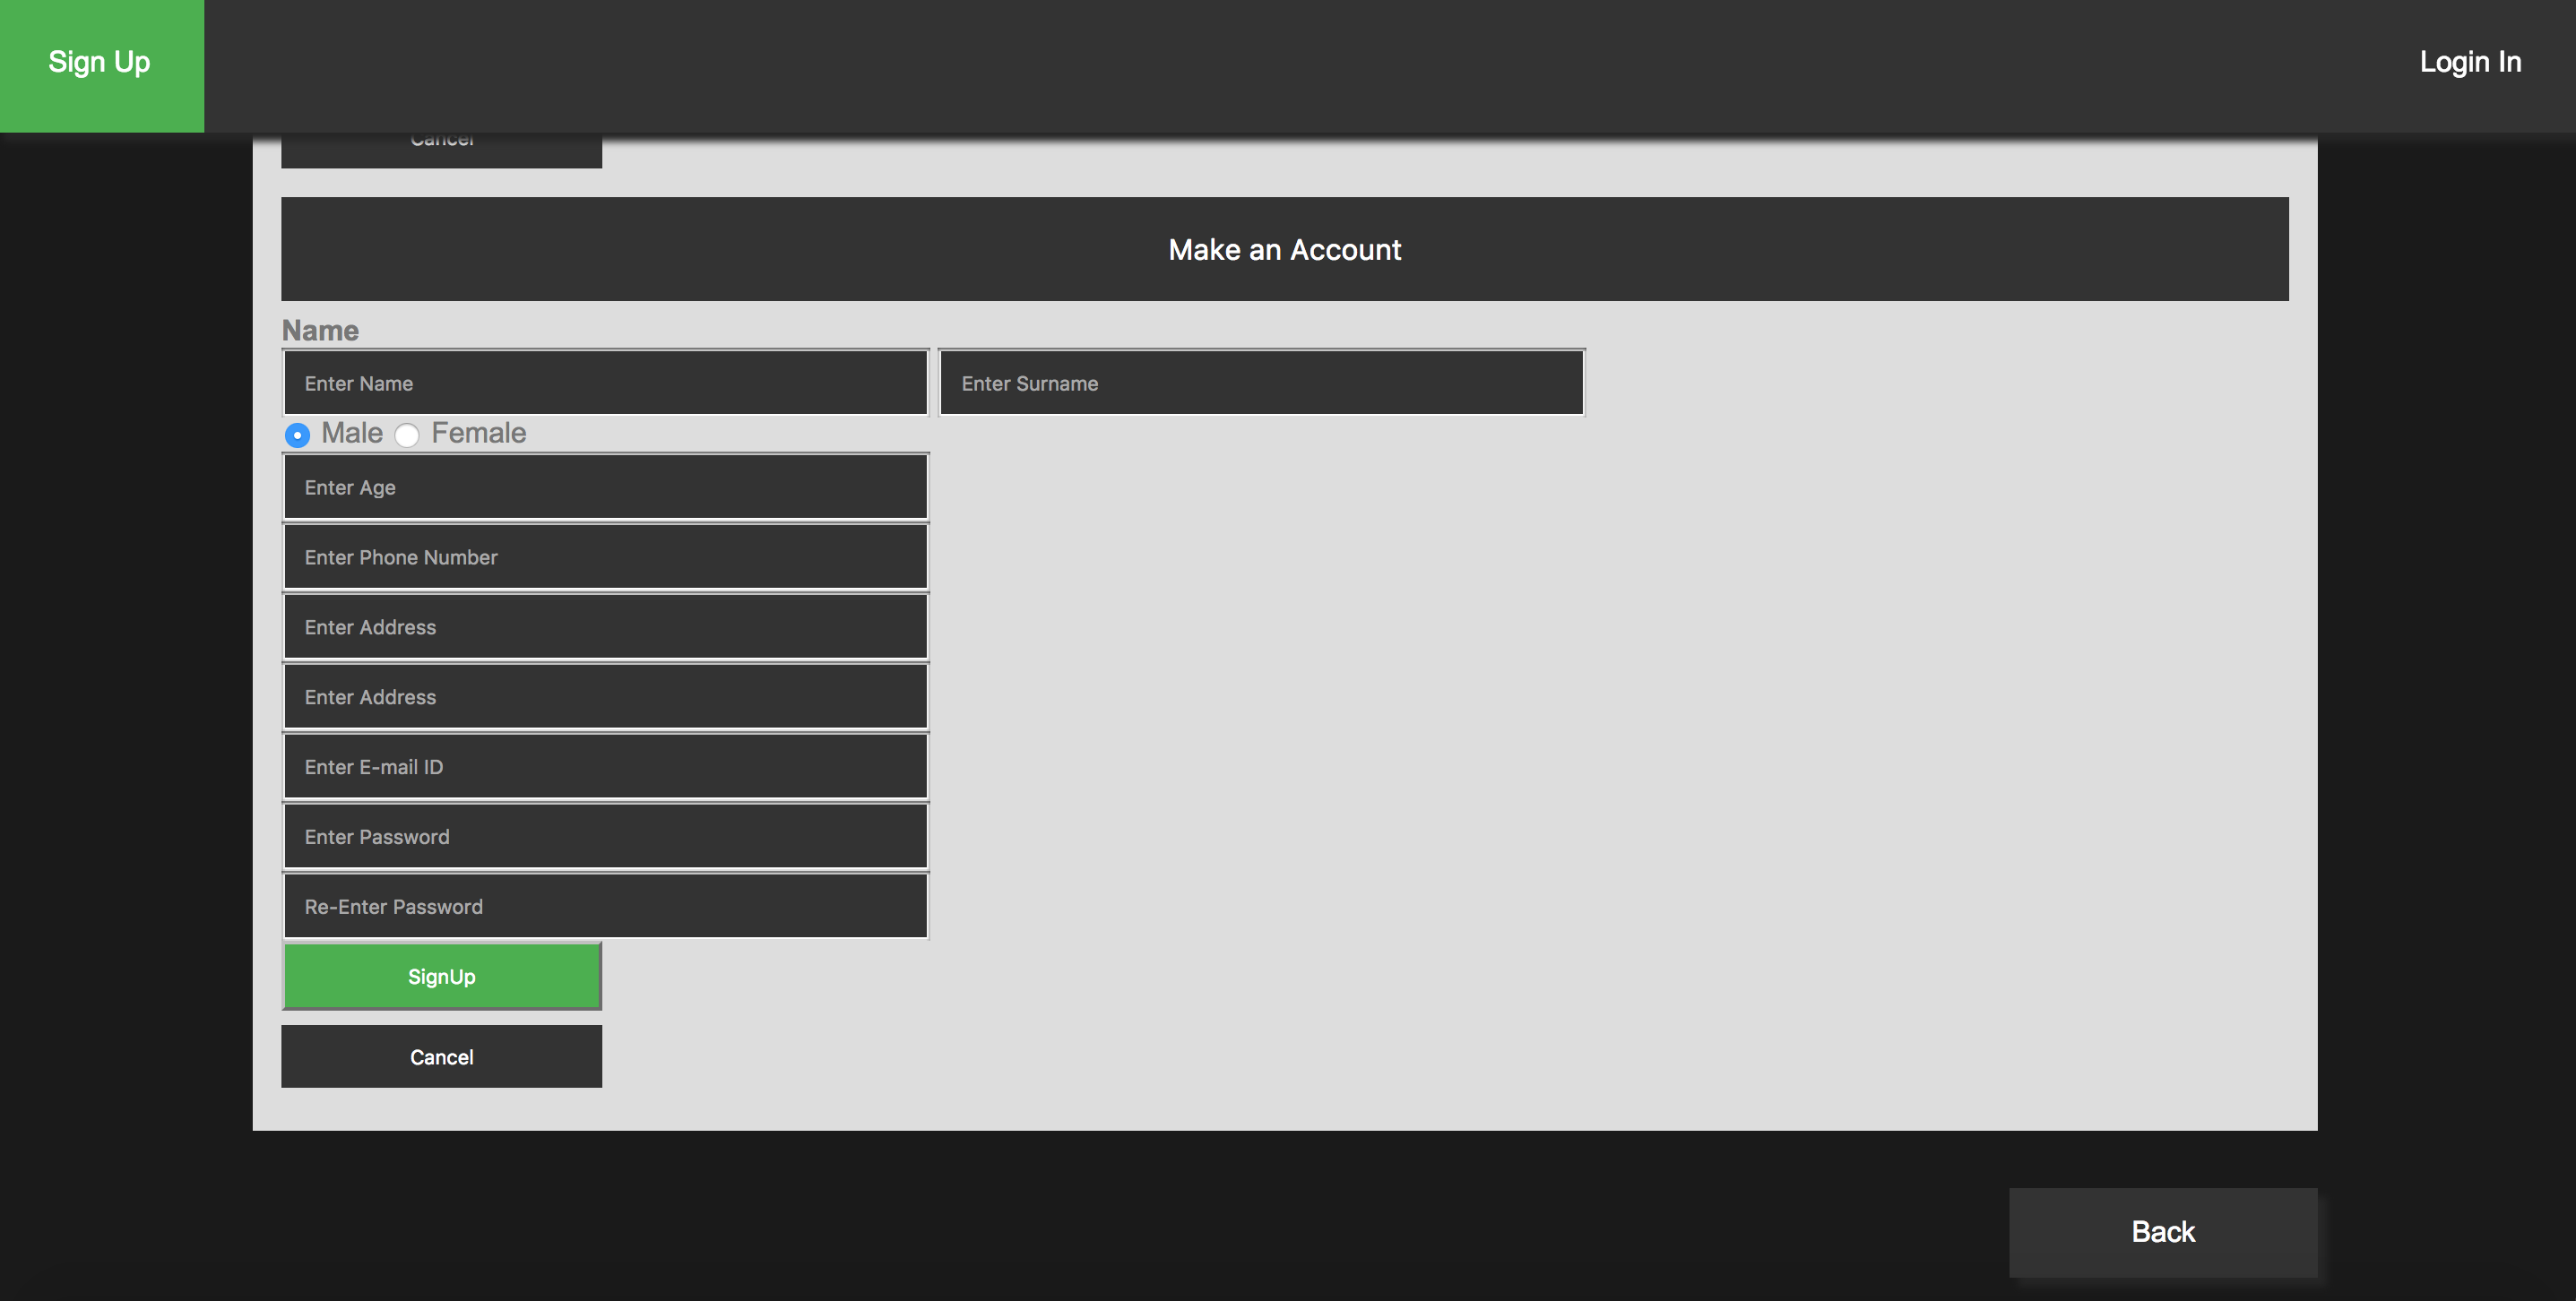 Sign Up
Login In
Cancel
Make an Account
Name
Enter Name
Enter Surname
Male Female
Enter Age
Enter Phone Number
Enter Address
Enter Address
Enter E-mail ID
Enter Password
Re-Enter Password
SignUp
Cancel
Back